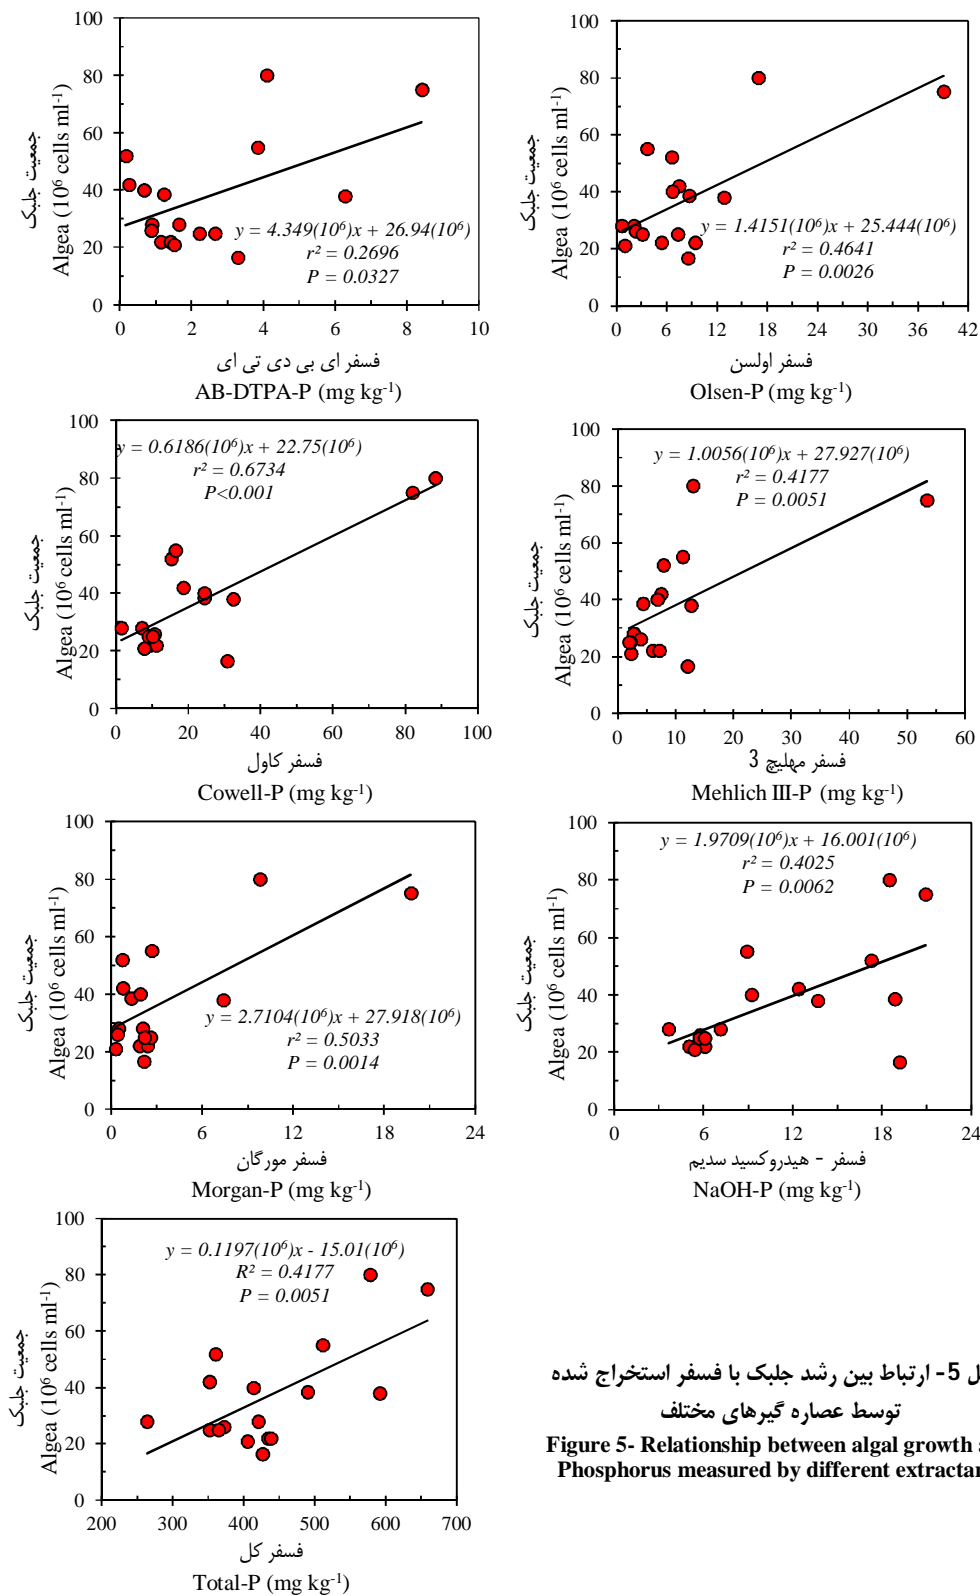 جمعیت جلبک
Algea (10⁶ cells ml⁻¹)
100
80
60
40
20
0
y = 4.349(10⁶)x + 26.94(10⁶)
r² = 0.2696
P = 0.0327
0 2 4 6 8 10
فسفر ای بی دی تی ای
AB-DTPA-P (mg kg⁻¹)
جمعیت جلبک
Algea (10⁶ cells ml⁻¹)
100
80
60
40
20
0
y = 1.4151(10⁶)x + 25.444(10⁶)
r² = 0.4641
P = 0.0026
0 6 12 18 24 30 36 42
فسفر اولسن
Olsen-P (mg kg⁻¹)
جمعیت جلبک
Algea (10⁶ cells ml⁻¹)
100
80
60
40
20
0
y = 0.6186(10⁶)x + 22.75(10⁶)
r² = 0.6734
P<0.001
0 20 40 60 80 100
فسفر کاول
Cowell-P (mg kg⁻¹)
جمعیت جلبک
Algea (10⁶ cells ml⁻¹)
100
80
60
40
20
0
y = 1.0056(10⁶)x + 27.927(10⁶)
r² = 0.4177
P = 0.0051
0 10 20 30 40 50 60
فسفر مهلیچ 3
Mehlich III-P (mg kg⁻¹)
جمعیت جلبک
Algea (10⁶ cells ml⁻¹)
100
80
60
40
20
0
y = 2.7104(10⁶)x + 27.918(10⁶)
r² = 0.5033
P = 0.0014
0 6 12 18 24
فسفر مورگان
Morgan-P (mg kg⁻¹)
جمعیت جلبک
Algea (10⁶ cells ml⁻¹)
100
80
60
40
20
0
y = 1.9709(10⁶)x + 16.001(10⁶)
r² = 0.4025
P = 0.0062
0 6 12 18 24
فسفر - هیدروکسید سدیم
NaOH-P (mg kg⁻¹)
جمعیت جلبک
Algea (10⁶ cells ml⁻¹)
100
80
60
40
20
0
y = 0.1197(10⁶)x - 15.01(10⁶)
R² = 0.4177
P = 0.0051
200 300 400 500 600 700
فسفر کل
Total-P (mg kg⁻¹)
ل 5- ارتباط بین رشد جلبک با فسفر استخراج شده
توسط عصاره گیرهای مختلف
Figure 5- Relationship between algal growth a
Phosphorus measured by different extractan